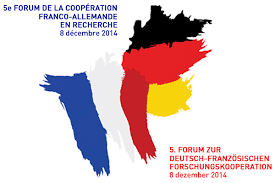 5e FORUM DE LA COOPÉRATION
FRANCO-ALLEMANDE
EN RECHERCHE
8 décembre 2014
5. FORUM ZUR
DEUTSCH-FRANZÖSISCHEN
FORSCHUNGSKOOPERATION
8 dezember 2014